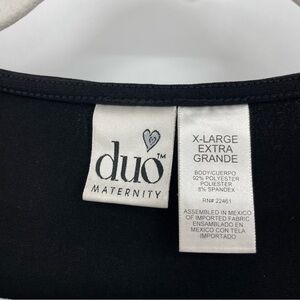 duo™
MATERNITY
X-LARGE
EXTRA
GRANDE
BODY/CUERPO
92% POLYESTER
POLIESTER
8% SPANDEX
RN# 22461
ASSEMBLED IN MEXICO
OF IMPORTED FABRIC
ENSAMBLADO EN
MEXICO CON TELA
IMPORTADO